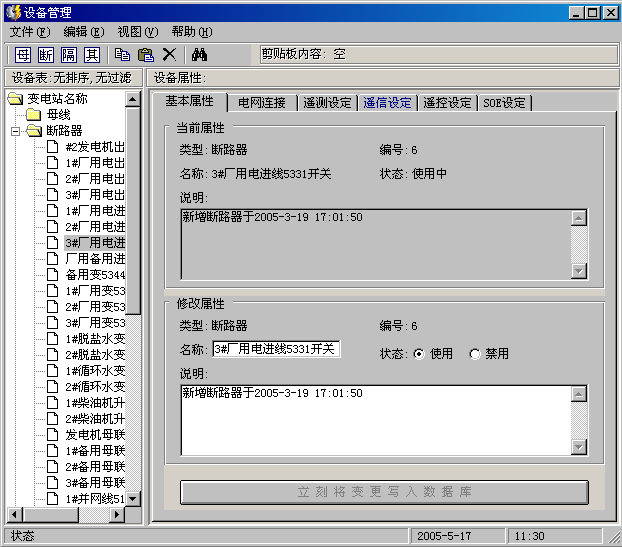 设备管理
文件(F) 编辑(E) 视图(V) 帮助(H)
母 断 隔 其 剪贴板内容: 空
设备表:无排序,无过滤
设备属性:
变电站名称
母线
断路器
#2发电机出
1#厂用电出
2#厂用电出
3#厂用电出
1#厂用电进
2#厂用电进
3#厂用电进
厂用备用进
备用变5344
1#厂用变53
2#厂用变53
3#厂用变53
1#脱盐水变
2#脱盐水变
1#循环水变
2#循环水变
1#柴油机升
2#柴油机升
发电机母联
1#备用母联
2#备用母联
3#备用母联
1#并网线51
基本属性 电网连接 遥测设定 遥信设定 遥控设定 SOE设定
当前属性
类型:断路器 编号:6
名称:3#厂用电进线5331开关 状态:使用中
说明:
新增断路器于2005-3-19 17:01:50
修改属性
类型:断路器 编号:6
名称:3#厂用电进线5331开关 状态: 使用 禁用
说明:
新增断路器于2005-3-19 17:01:50
立刻将变更写入数据库
状态 2005-5-17 11:30